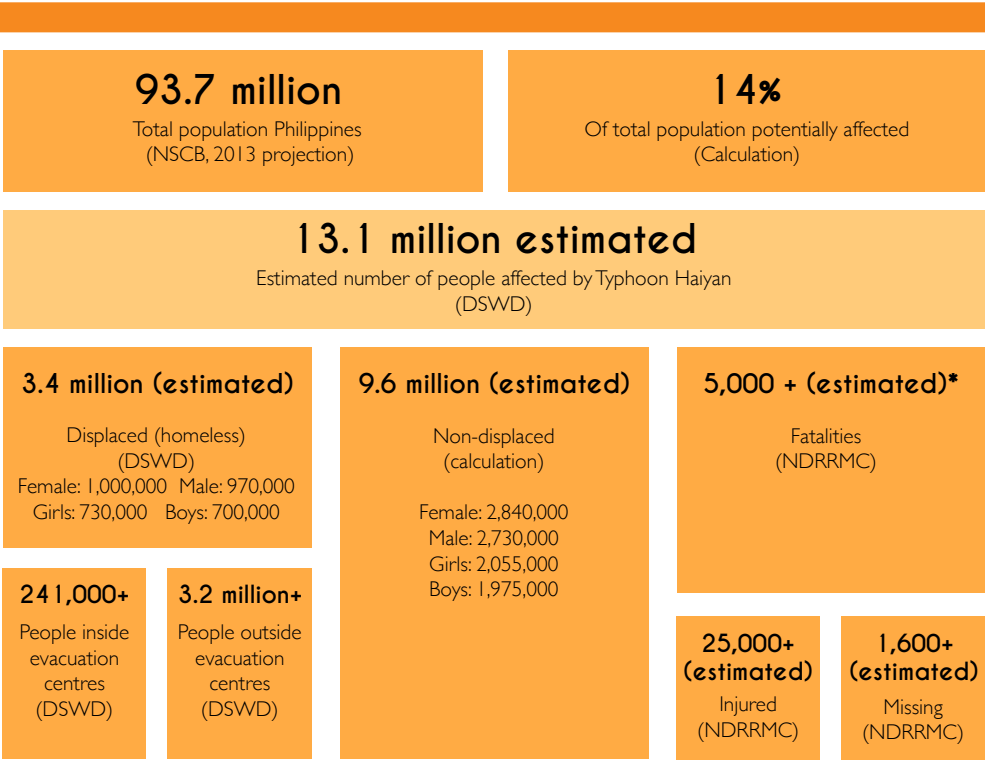 93.7 million
Total population Philippines
(NSCB, 2013 projection)
14%
Of total population potentially affected
(Calculation)
13.1 million estimated
Estimated number of people affected by Typhoon Haiyan
(DSWD)
3.4 million (estimated)
Displaced (homeless)
(DSWD)
Female: 1,000,000 Male: 970,000
Girls: 730,000 Boys: 700,000
241,000+
People inside
evacuation
centres
(DSWD)
3.2 million+
People outside
evacuation
centres
(DSWD)
9.6 million (estimated)
Non-displaced
(calculation)
Female: 2,840,000
Male: 2,730,000
Girls: 2,055,000
Boys: 1,975,000
5,000 + (estimated)*
Fatalities
(NDRRMC)
25,000+
(estimated)
Injured
(NDRRMC)
1,600+
(estimated)
Missing
(NDRRMC)